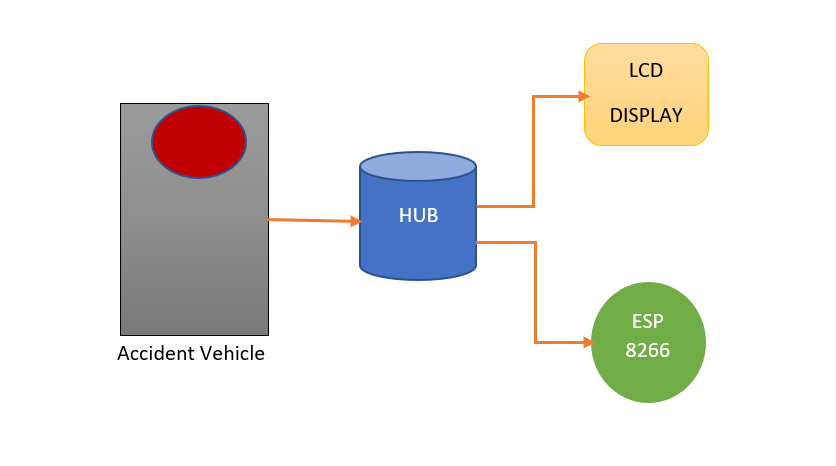 LCD
DISPLAY
HUB
ESP
8266
Accident Vehicle